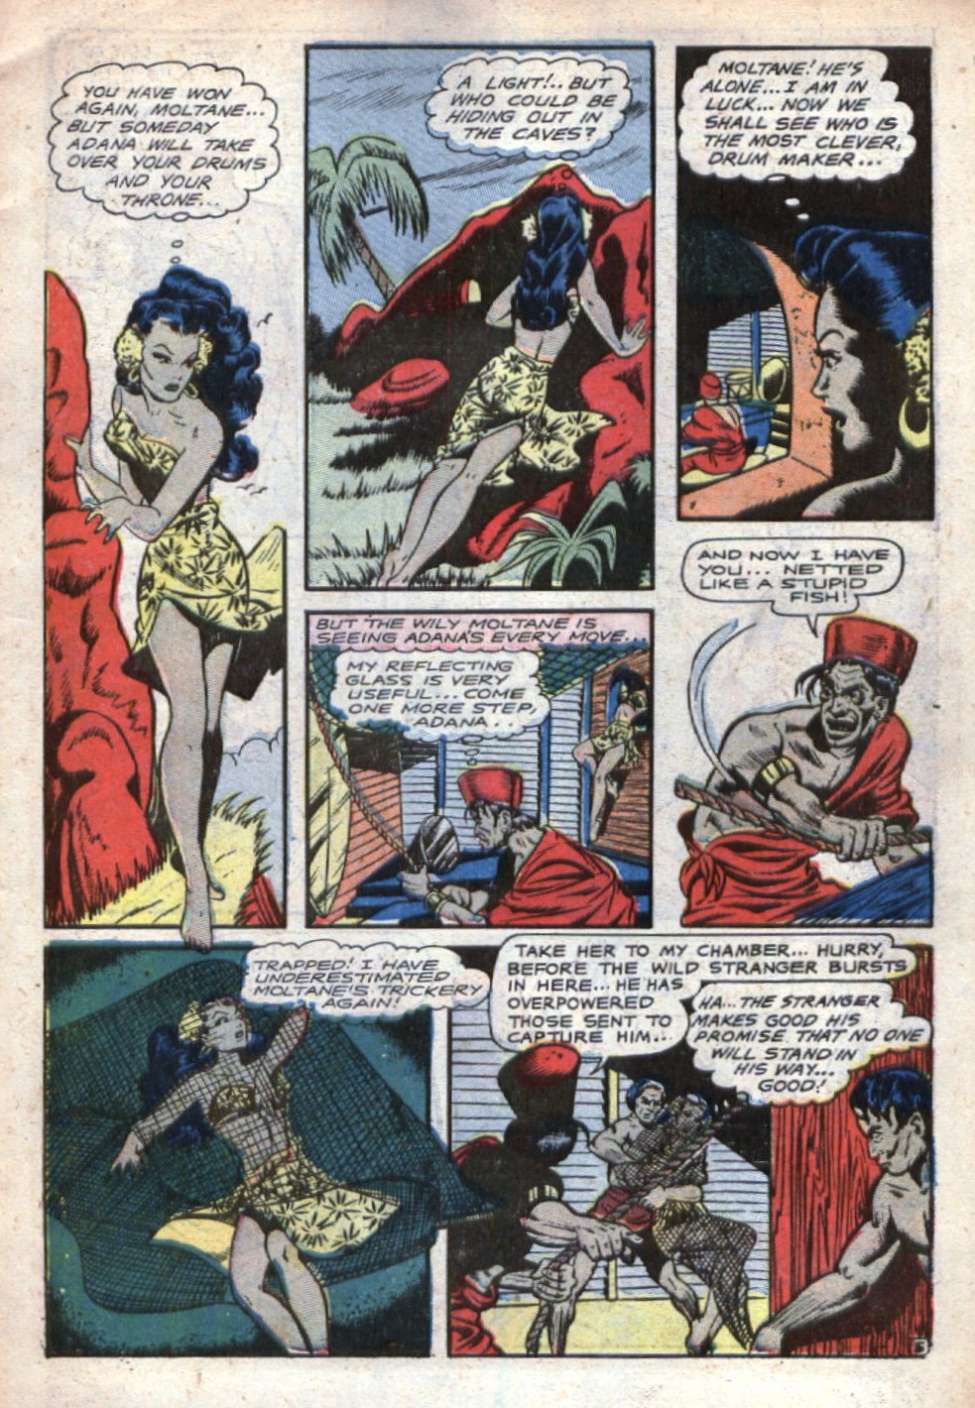 YOU HAVE WON
AGAIN, MOLTANE...
BUT SOMEDAY
ADANA WILL TAKE
OVER YOUR DRUMS
AND YOUR
THRONE...
A LIGHT!.. BUT
WHO COULD BE
HIDING OUT IN
THE CAVES?
MOLTANE! HE'S
ALONE... I AM IN
LUCK... NOW WE
SHALL SEE WHO IS
THE MOST CLEVER,
DRUM MAKER...
BUT THE WILY MOLTANE IS
SEEING ADANA'S EVERY MOVE...
MY REFLECTING
GLASS IS VERY
USEFUL... COME
ONE MORE STEP,
ADANA..
AND NOW I HAVE
YOU... NETTED
LIKE A STUPID
FISH!
TRAPPED! I HAVE
UNDERESTIMATED
MOLTANE'S TRICKERY
AGAIN!
TAKE HER TO MY CHAMBER... HURRY,
BEFORE THE WILD STRANGER BURSTS
IN HERE... HE HAS
OVERPOWERED
THOSE SENT TO
CAPTURE HIM...
HA... THE STRANGER
MAKES GOOD HIS
PROMISE THAT NO ONE
WILL STAND IN
HIS WAY...
GOOD!
3